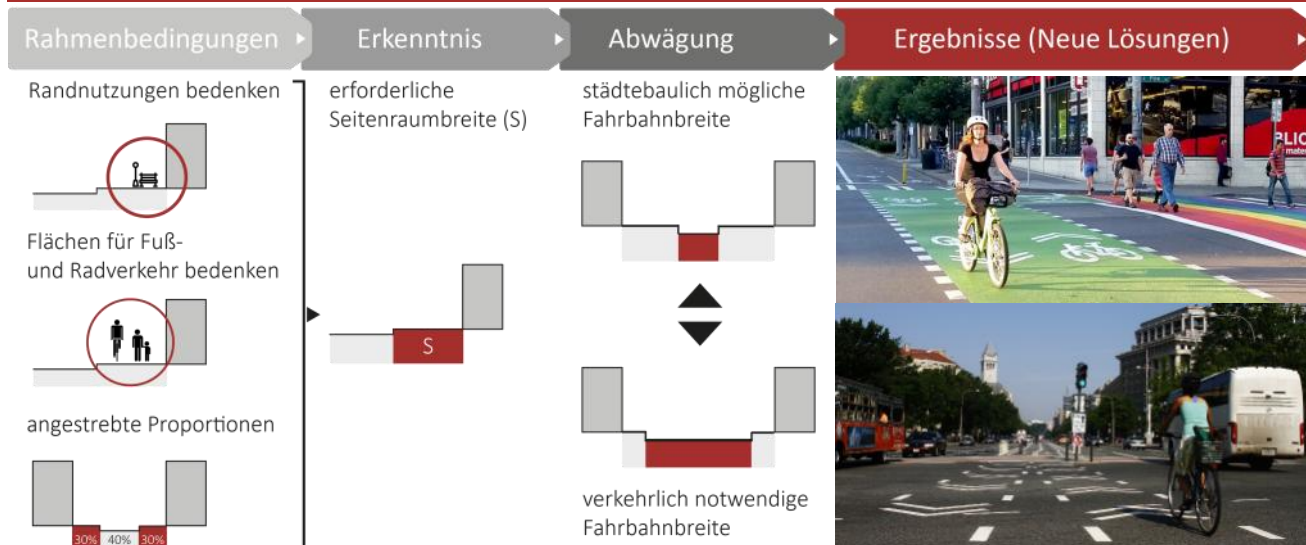 Rahmenbedingungen
Erkenntnis
Abwägung
Ergebnisse (Neue Lösungen)
Randnutzungen bedenken
Flächen für Fuß-
und Radverkehr bedenken
angestrebte Proportionen
30% 40% 30%
erforderliche
Seitenraumbreite (S)
S
städtebaulich mögliche
Fahrbahnbreite
verkehrlich notwendige
Fahrbahnbreite
BLIC